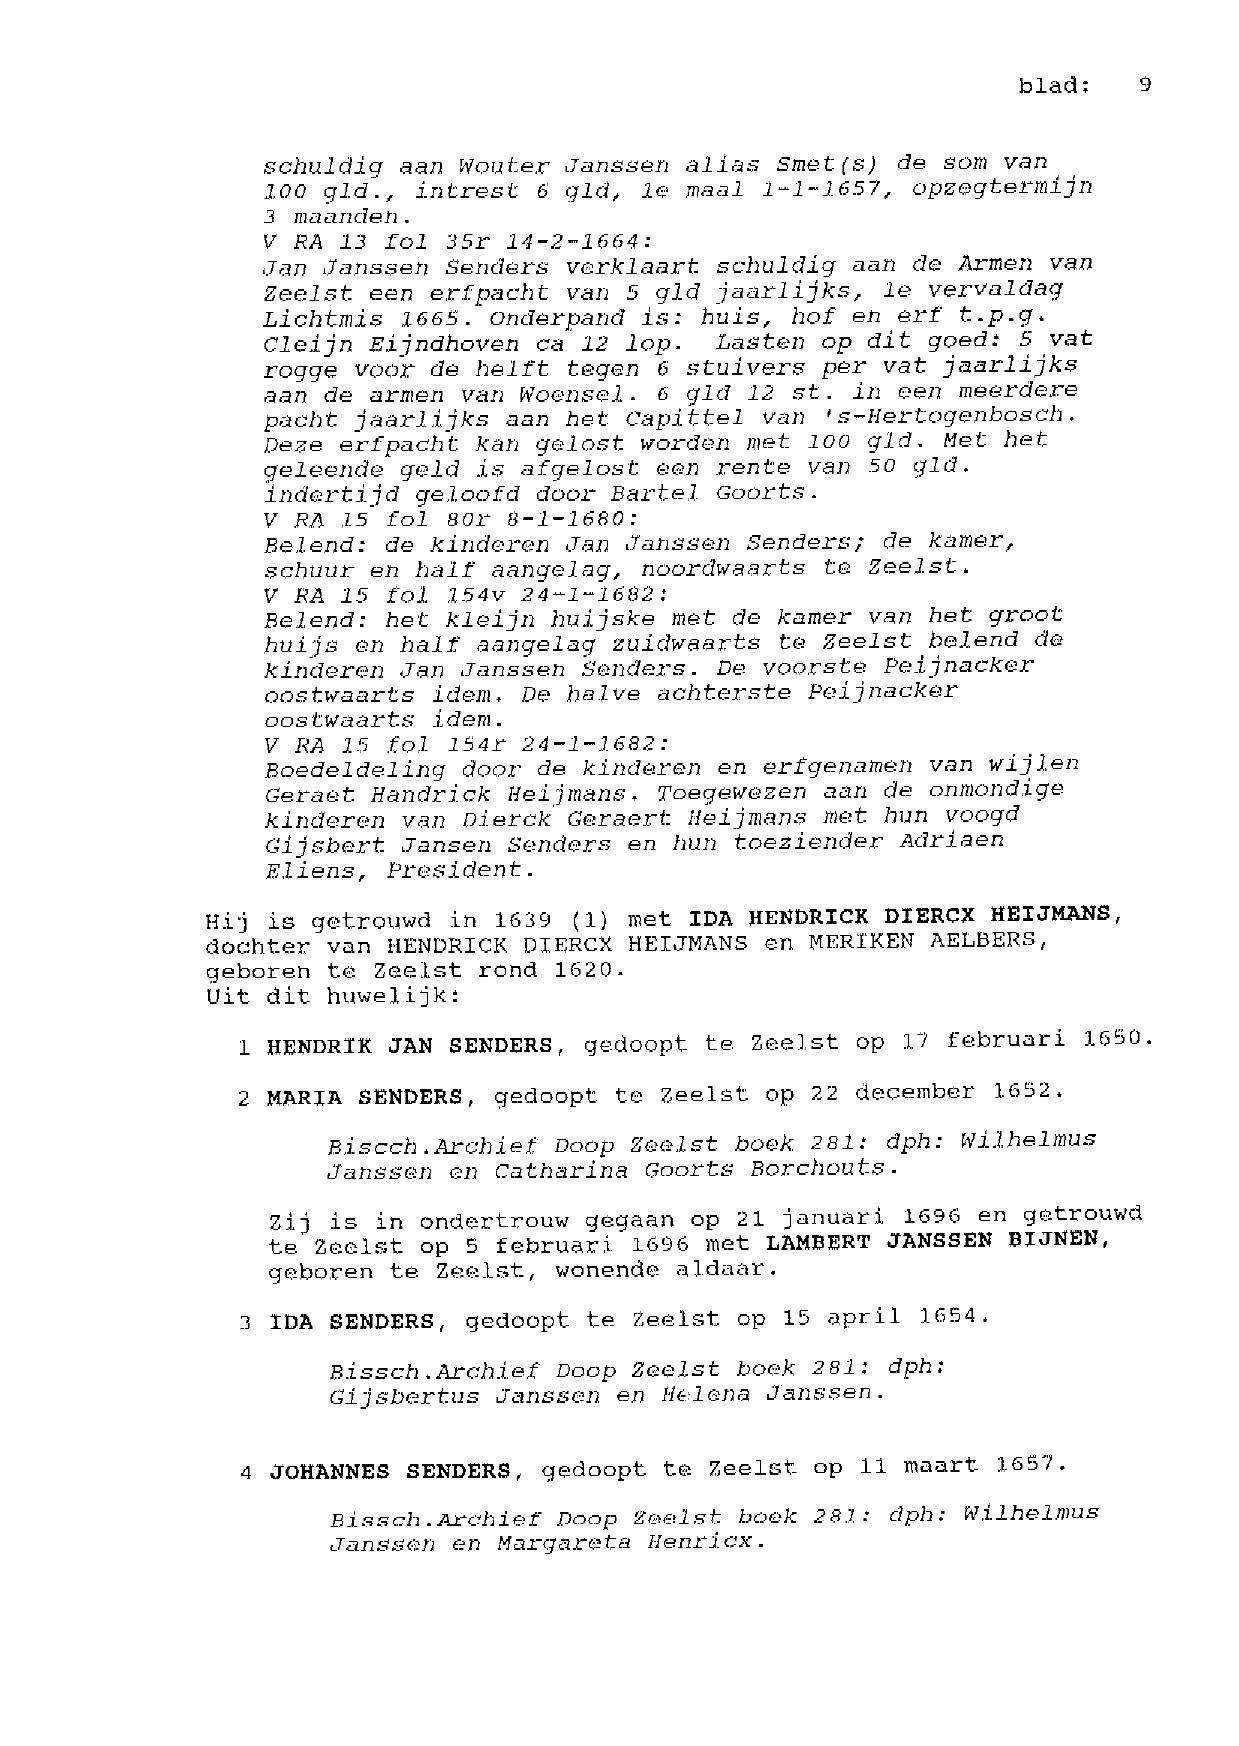 blad: 9
schuldig aan Wouter Janssen alias Smet(s) de som van
100 gld., intrest 6 gld, 1e maal 1-1-1657, opzegtermijn
3 maanden.
V RA 13 fol 35r 14-2-1664:
Jan Janssen Senders verklaart schuldig aan de Armen van
Zeelst een erfpacht van 5 gld jaarlijks, 1e vervaldag
Lichtmis 1665. Onderpand is: huis, hof en erf t.p.g.
Cleijn Eijndhoven ca 12 lop. Lasten op dit goed: 5 vat
rogge voor de helft tegen 6 stuivers per vat jaarlijks
aan de armen van Woensel. 6 gld 12 st. in een meerdere
pacht jaarlijks aan het Capittel van 's-Hertogenbosch.
Deze erfpacht kan gelost worden met 100 gld. Met het
geleende geld is afgelost een rente van 50 gld.
indertijd geloofd door Bartel Goorts.
V RA 15 fol 80r 8-1-1680:
Belend: de kinderen Jan Janssen Senders; de kamer,
schuur en half aangelag, noordwaarts te Zeelst.
V RA 15 fol 154v 24-1-1682:
Belend: het kleijn huijske met de kamer van het groot
huijs en half aangelag zuidwaarts te Zeelst belend de
kinderen Jan Janssen Senders. De voorste Peijnacker
oostwaarts idem. De halve achterste Peijnacker
oostwaarts idem.
V RA 15 fol 154r 24-1-1682:
Boedeldeling door de kinderen en erfgenamen van wijlen
Geraet Handrick Heijmans. Toegewezen aan de onmondige
kinderen van Dierck Geraert Heijmans met hun voogd
Gijsbert Jansen Senders en hun toeziender Adriaen
Eliens, President.
Hij is getrouwd in 1639 (1) met IDA HENDRICK DIERCX HEIJMANS,
dochter van HENDRICK DIERCX HEIJMANS en MERIKEN AELBERS,
geboren te Zeelst rond 1620.
Uit dit huwelijk:
1 HENDRIK JAN SENDERS, gedoopt te Zeelst op 17 februari 1650.
2 MARIA SENDERS, gedoopt te Zeelst op 22 december 1652.
Biscch.Archief Doop Zeelst boek 281: dph: Wilhelmus
Janssen en Catharina Goorts Borchouts.
Zij is in ondertrouw gegaan op 21 januari 1696 en getrouwd
te Zeelst op 5 februari 1696 met LAMBERT JANSSEN BIJNEN,
geboren te Zeelst, wonende aldaar.
3 IDA SENDERS, gedoopt te Zeelst op 15 april 1654.
Bissch.Archief Doop Zeelst boek 281: dph:
Gijsbertus Janssen en Helena Janssen.
4 JOHANNES SENDERS, gedoopt te Zeelst op 11 maart 1657.
Bissch.Archief Doop Zeelst boek 281: dph: Wilhelmus
Janssen en Margareta Henricx.